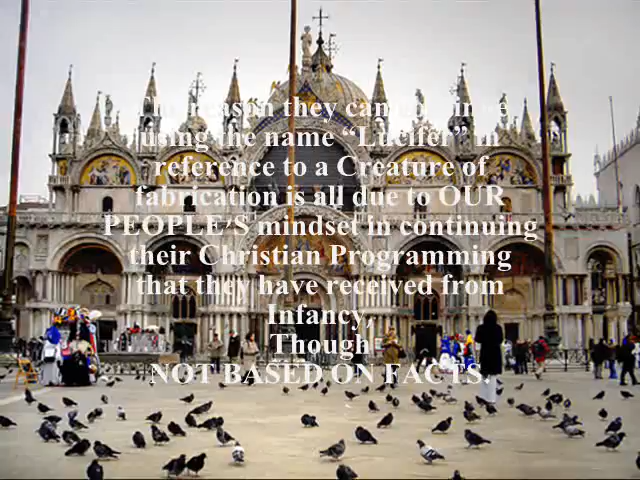 reason they can
using the name “Lucifer” in
reference to a Creature of
fabrication is all due to OUR
PEOPLE’S mindset in continuing
their Christian Programming
that they have received from
Infancy,
Though
NOT BASED ON FACTS.